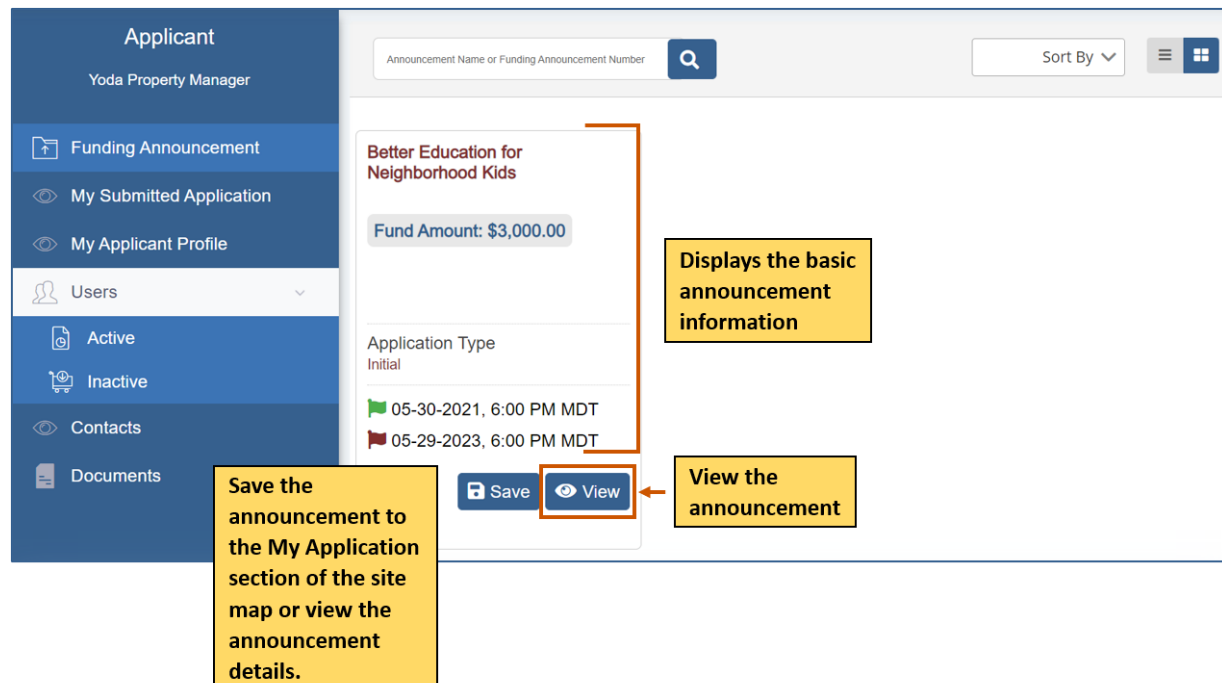 Applicant
Yoda Property Manager
Funding Announcement
My Submitted Application
My Applicant Profile
Users
Active
Inactive
Contacts
Documents
Announcement Name or Funding Announcement Number
Sort By
Better Education for
Neighborhood Kids
Fund Amount: $3,000.00
Application Type
Initial
05-30-2021, 6:00 PM MDT
05-29-2023, 6:00 PM MDT
Save
View
Displays the basic
announcement
information
View the
announcement
Save the
announcement to
the My Application
section of the site
map or view the
announcement
details.